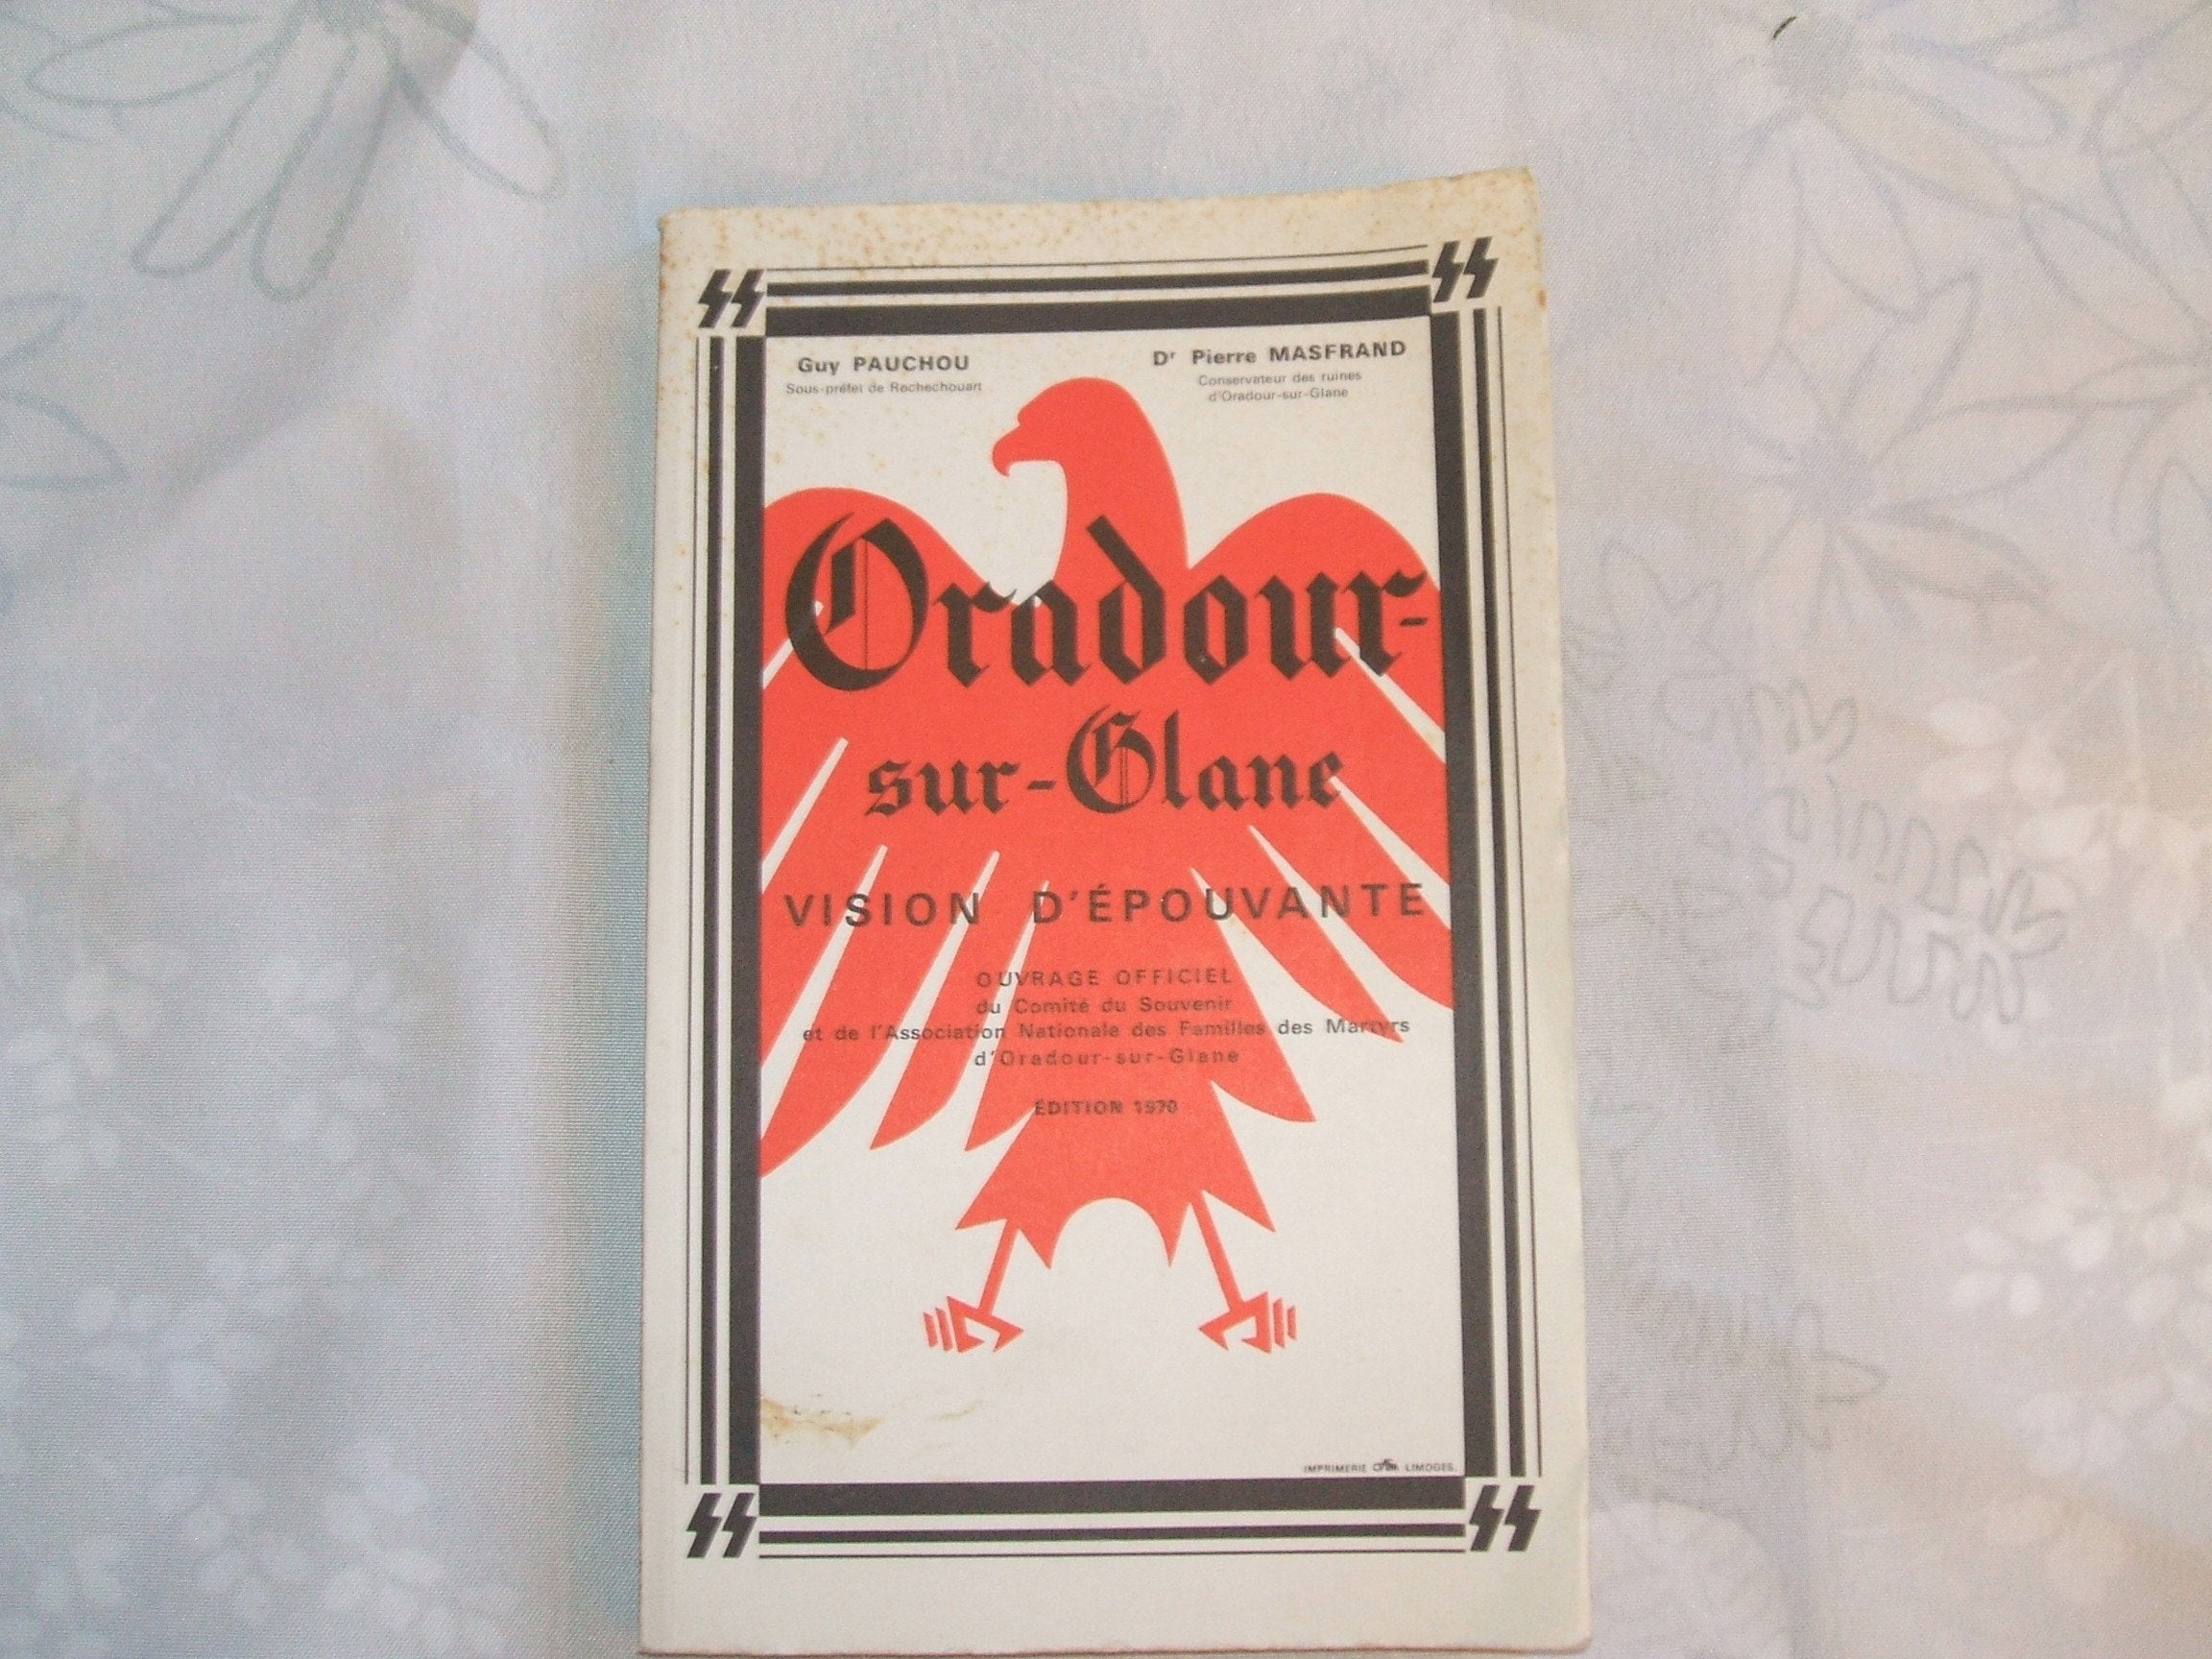 Guy PAUCHOU
Sous-préfet de Rochechouart
Dr Pierre MASFRAND
Conservateur des ruines
d'Oradour-sur-Glane
Oradour-
sur-Glane
VISION D'ÉPOUVANTE
OUVRAGE OFFICIEL
du Comité du Souvenir
et de l'Association Nationale des Familles des Martyrs
d'Oradour-sur-Glane
ÉDITION 1970
IMPRIMERIE LIMOGES